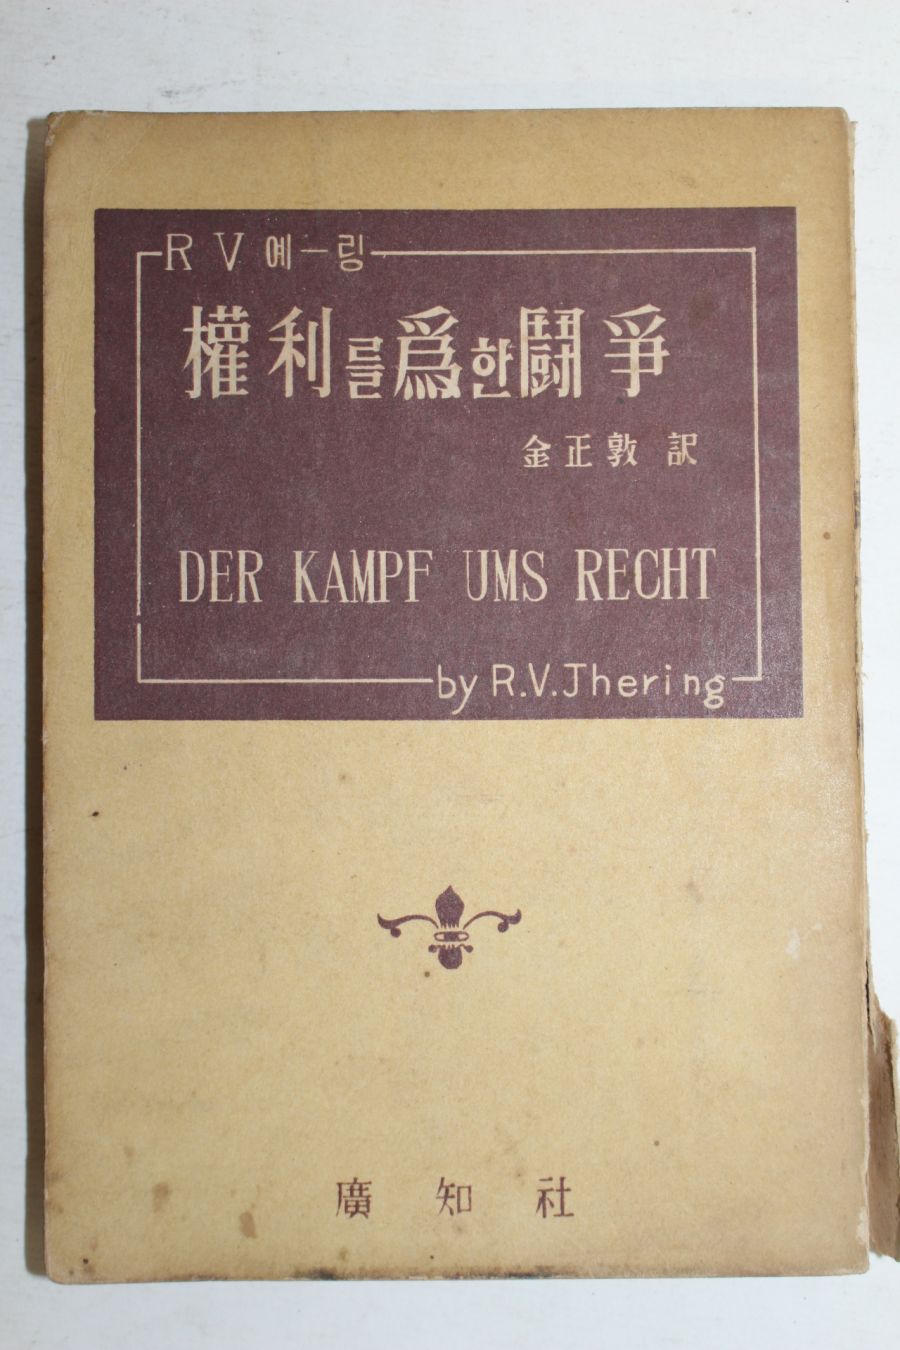 R V 예ー링
權利를爲한鬪爭
金正敦 訳
DER KAMPF UMS RECHT
by R.V.Jhering
廣知社